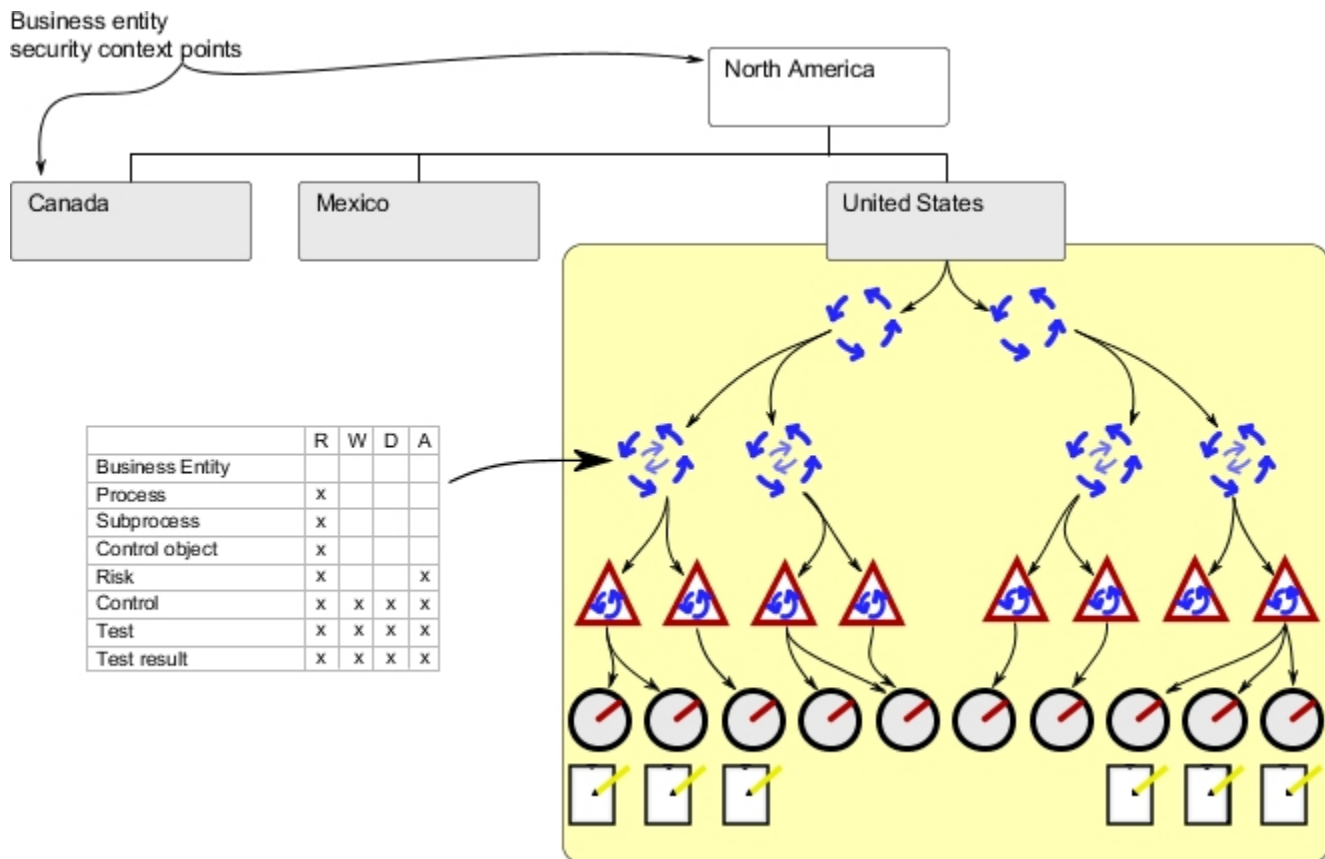 Business entity
security context points
North America
Canada
Mexico
United States
R W D A
Business Entity
Process x
Subprocess x
Control object x
Risk x x
Control x x x x
Test x x x x
Test result x x x x